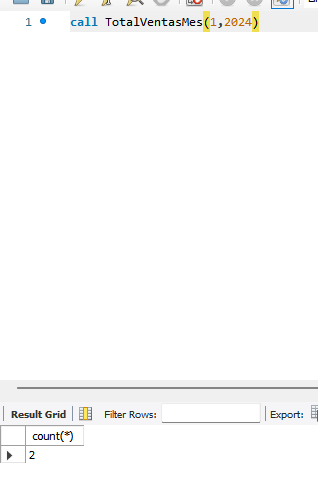 1 call TotalVentasMes(1,2024)
Result Grid Filter Rows: Export:
count(*)
2